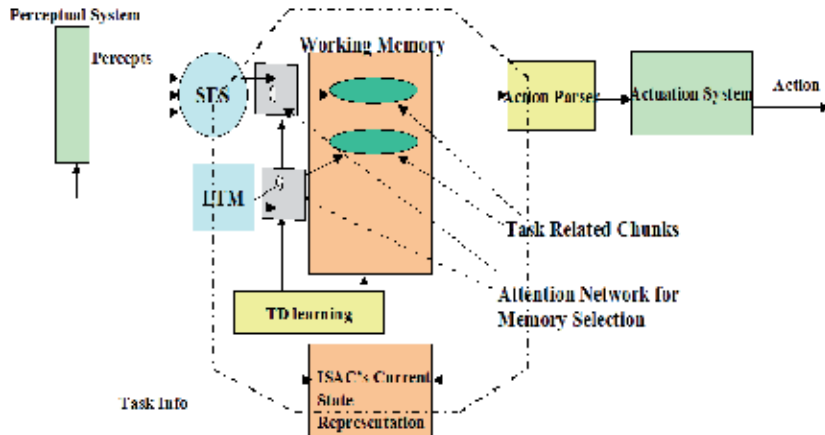 Perceptual System
Percepts
Working Memory
SES
LTM
Action Parser
Actuation System
Action
Task Related Chunks
Attention Network for
Memory Selection
TD learning
ISAC's Current
State
Representation
Task Info